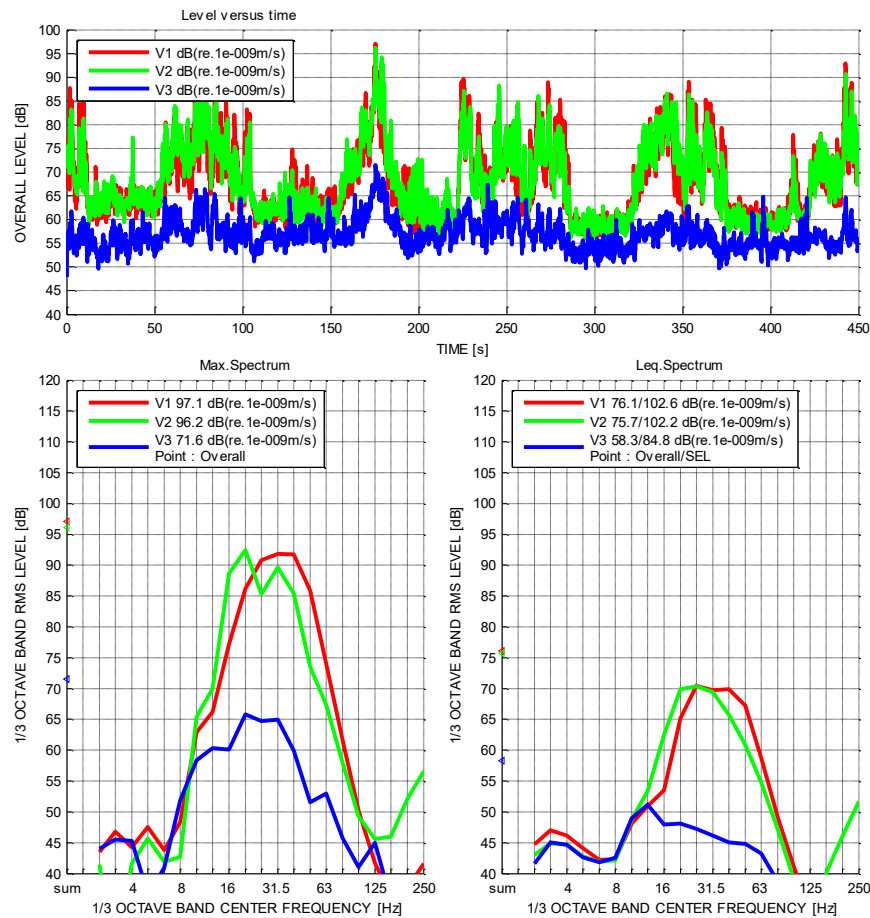 Level versus time
OVERALL LEVEL [dB]
100
95
90
85
80
75
70
65
60
55
50
45
40
V1 dB(re.1e-009m/s)
V2 dB(re.1e-009m/s)
V3 dB(re.1e-009m/s)
0 50 100 150 200 250 300 350 400 450
TIME [s]
Max.Spectrum
1/3 OCTAVE BAND RMS LEVEL [dB]
120
115
110
105
100
95
90
85
80
75
70
65
60
55
50
45
40
V1 97.1 dB(re.1e-009m/s)
V2 96.2 dB(re.1e-009m/s)
V3 71.6 dB(re.1e-009m/s)
Point : Overall
sum 4 8 16 31.5 63 125 250
1/3 OCTAVE BAND CENTER FREQUENCY [Hz]
Leq.Spectrum
1/3 OCTAVE BAND RMS LEVEL [dB]
120
115
110
105
100
95
90
85
80
75
70
65
60
55
50
45
40
V1 76.1/102.6 dB(re.1e-009m/s)
V2 75.7/102.2 dB(re.1e-009m/s)
V3 58.3/84.8 dB(re.1e-009m/s)
Point : Overall/SEL
sum 4 8 16 31.5 63 125 250
1/3 OCTAVE BAND CENTER FREQUENCY [Hz]